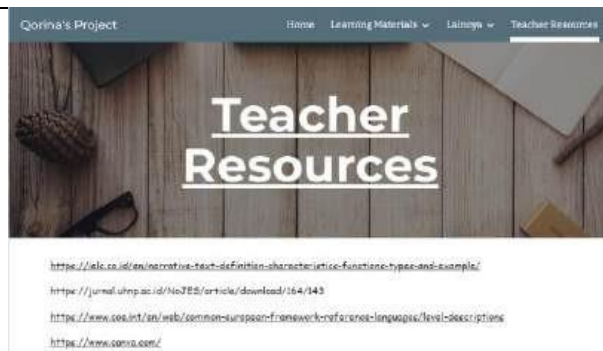 Qorina's Project
Home Learning Materials Lainnya Teacher Resources
Teacher
Resources
https://ielc.co.id/en/narrative-text-definition-characteristics-functions-types-and-example/
https://jurnal.uhnp.ac.id/NoJES/article/download/164/143
https://www.coe.int/en/web/common-european-framework-reference-languages/level-descriptions
https://www.canva.com/